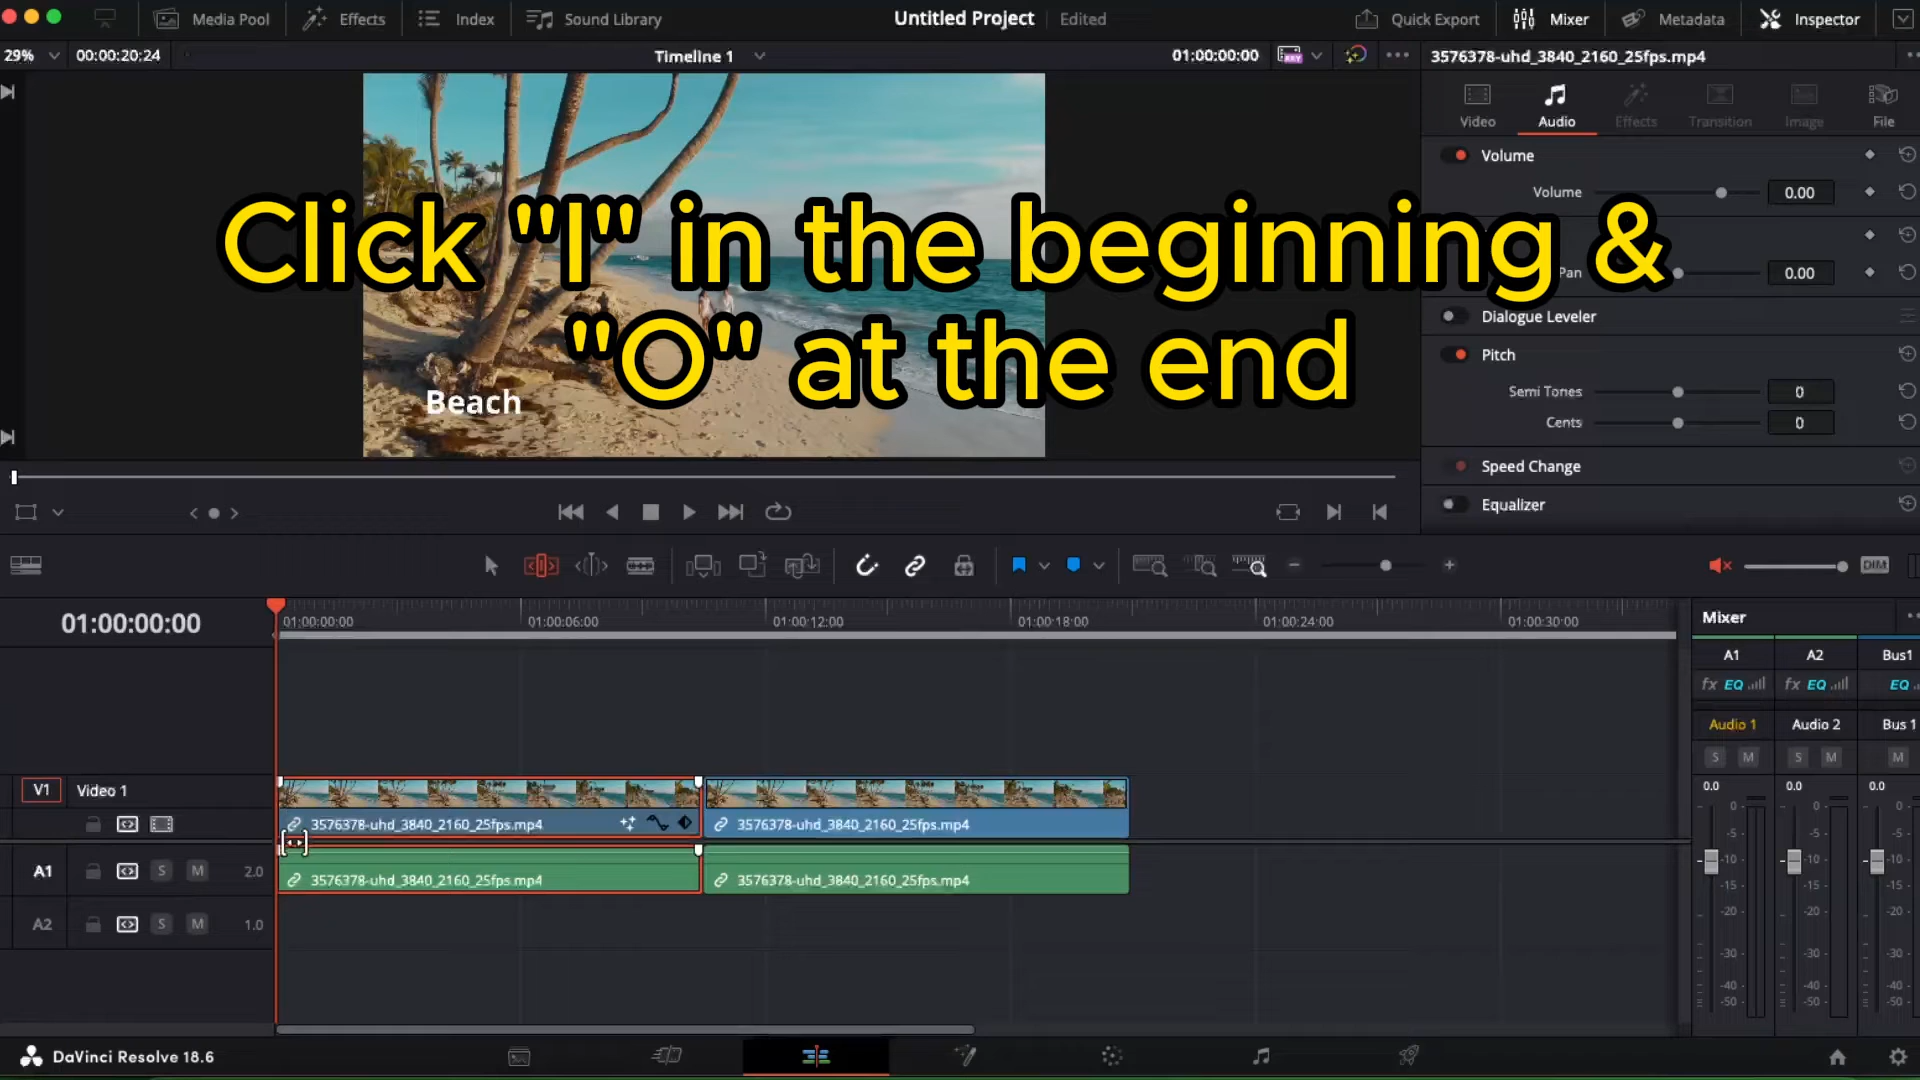 Media Pool
Effects
Index
Sound Library
Untitled Project
Edited
Quick Export
Mixer
Metadata
Inspector
29%
00:00:20:24
Timeline 1
01:00:00:00
3576378-uhd_3840_2160_25fps.mp4
Video
Audio
Effects
Transition
Image
File
Volume
Volume
0.00
Click "I" in the beginning &
"O" at the end
Pan
0.00
Dialogue Leveler
Pitch
Semi Tones
0
Cents
0
Speed Change
Equalizer
Beach
DIM
01:00:00:00
01:00:00:00
01:00:06:00
01:00:12:00
01:00:18:00
01:00:24:00
01:00:30:00
Mixer
A1
A2
Bus1
fx EQ
fx EQ
EQ
Audio 1
Audio 2
Bus 1
S M
S M
M
0.0
0.0
0.0
0
-5
-10
-15
-20
-30
-40
-50
0
-5
-10
-15
-20
-30
-40
-50
0
-5
-10
-15
-20
-30
-40
-50
V1
Video 1
3576378-uhd_3840_2160_25fps.mp4
3576378-uhd_3840_2160_25fps.mp4
A1
S M
2.0
3576378-uhd_3840_2160_25fps.mp4
3576378-uhd_3840_2160_25fps.mp4
A2
S M
1.0
DaVinci Resolve 18.6